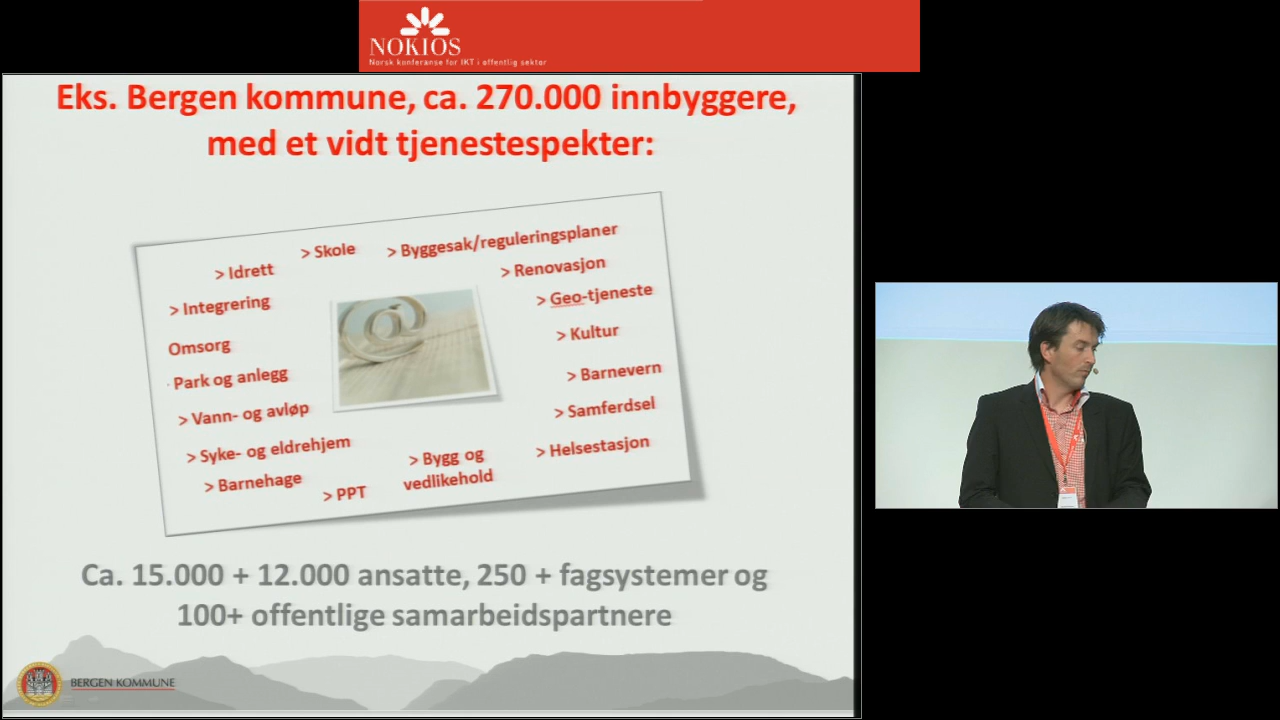 NOKIOS
Norsk konferanse for IKT i offentlig sektor
Eks. Bergen kommune, ca. 270.000 innbyggere,
med et vidt tjenestespekter:
> Skole
> Byggesak/reguleringsplaner
> Idrett
> Renovasjon
> Integrering
> Geo-tjeneste
Omsorg
> Kultur
Park og anlegg
> Barnevern
> Vann- og avløp
> Samferdsel
> Syke- og eldrehjem
> Helsestasjon
> Bygg og
vedlikehold
> Barnehage
> PPT
Ca. 15.000 + 12.000 ansatte, 250 + fagsystemer og
100+ offentlige samarbeidspartnere
BERGEN KOMMUNE